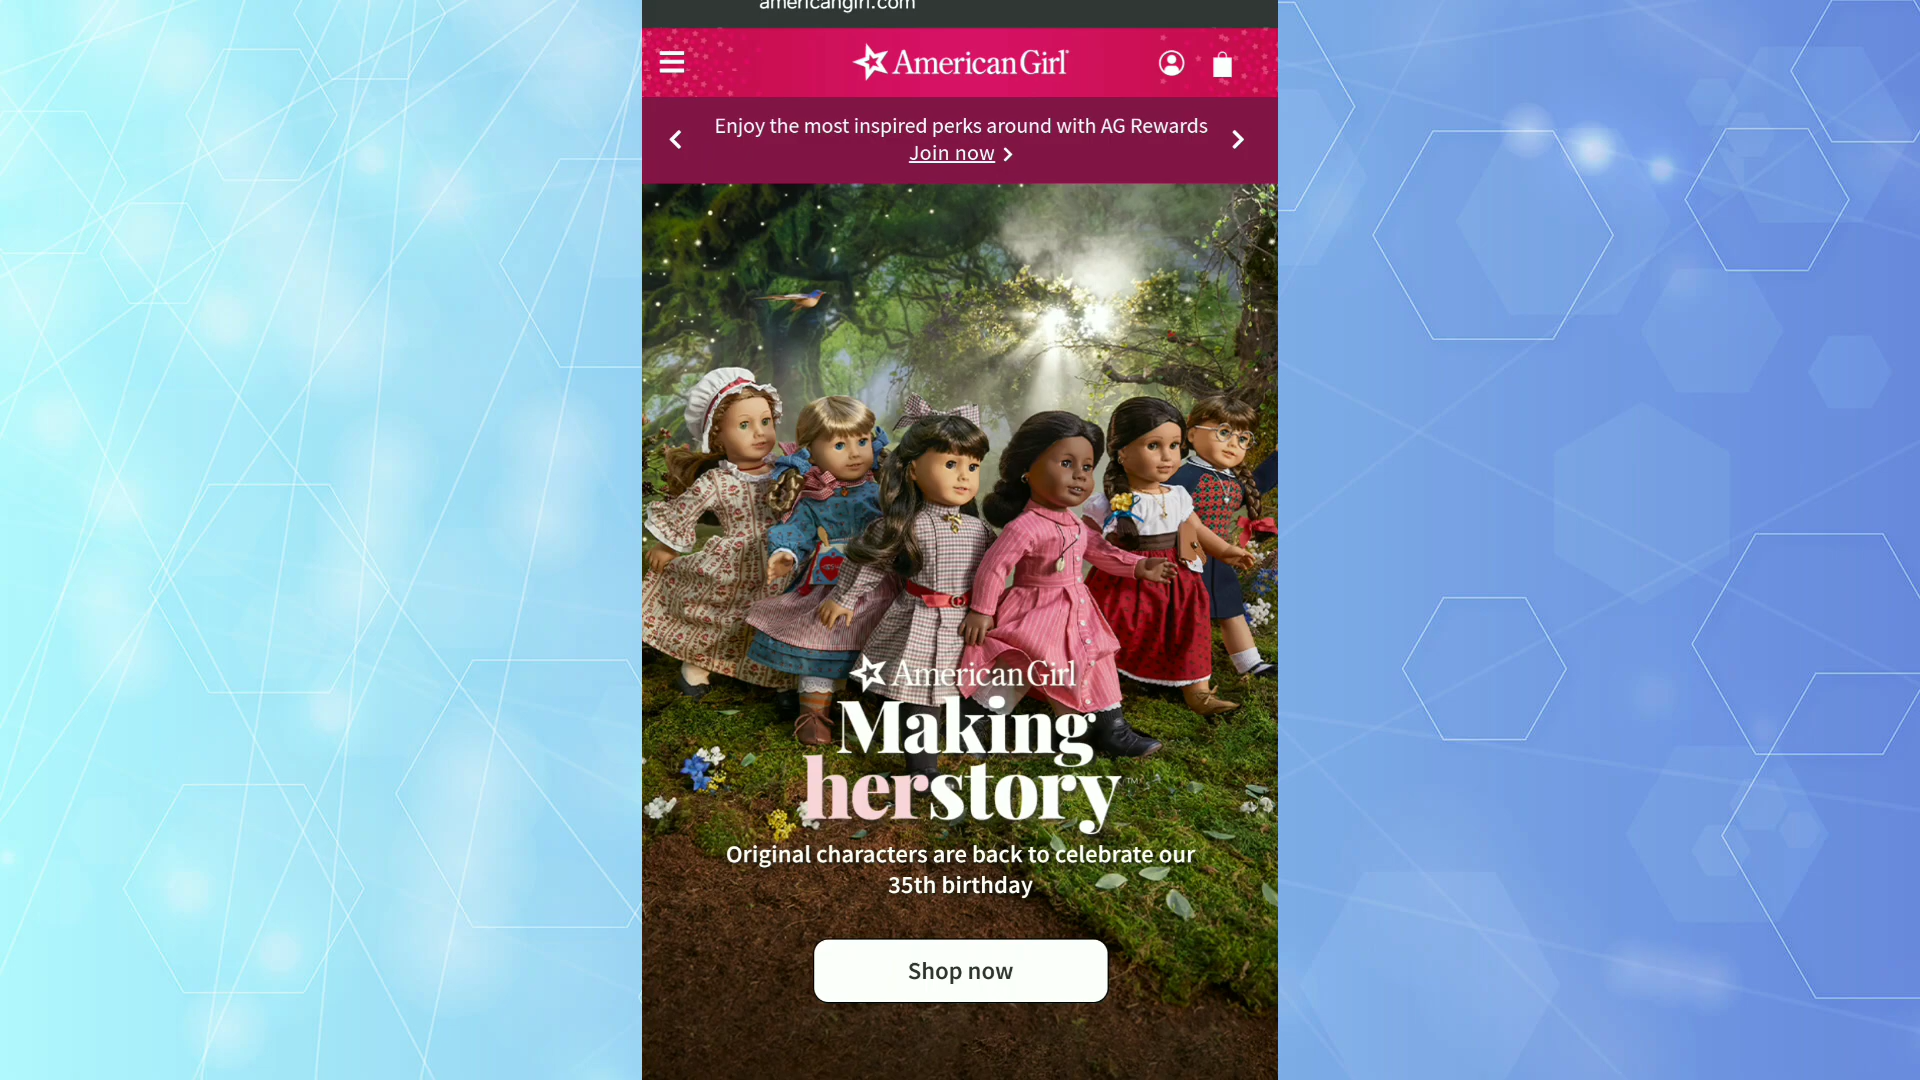 americangirl.com
American Girl
Enjoy the most inspired perks around with AG Rewards
Join now
American Girl
Making
herstory™
Original characters are back to celebrate our
35th birthday
Shop now